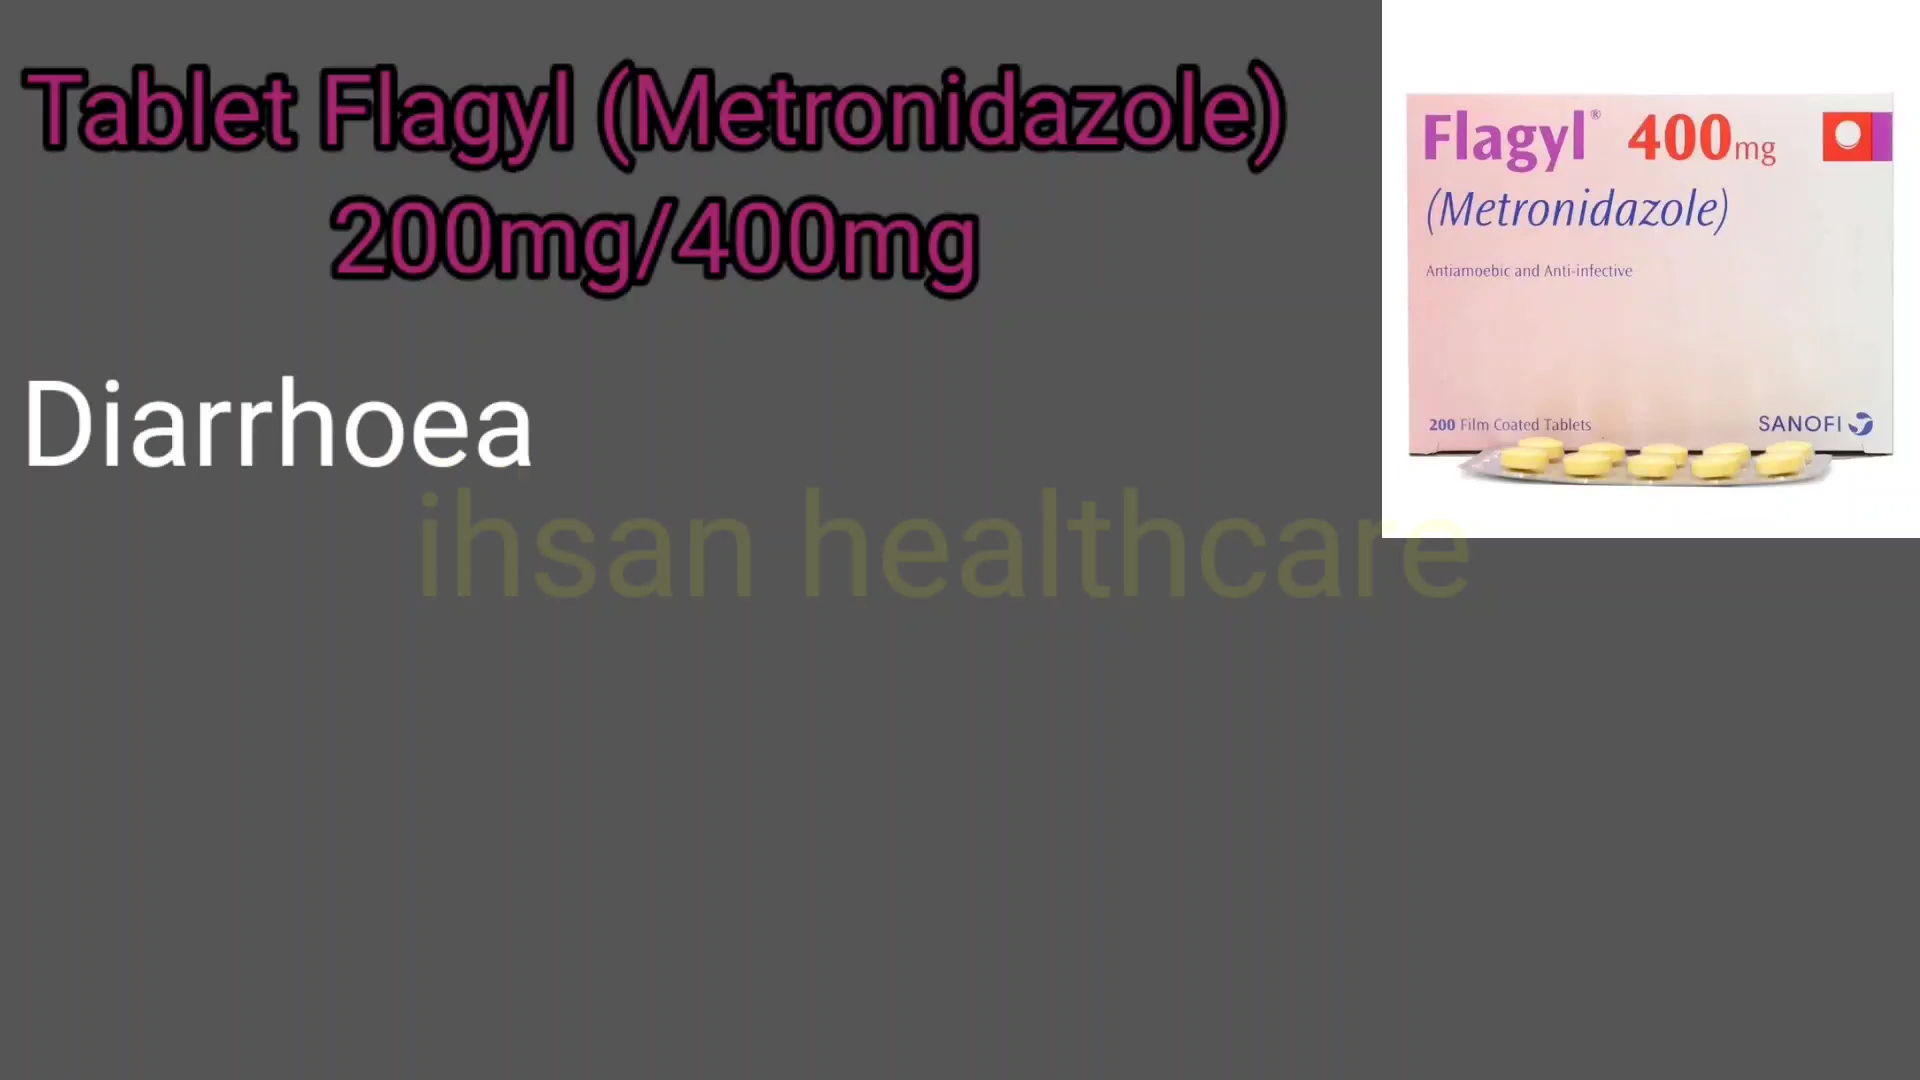 Tablet Flagyl (Metronidazole)
200mg/400mg
Diarrhoea
ihsan healthcare
Flagyl® 400mg
(Metronidazole)
Antiamoebic and Anti-infective
200 Film Coated Tablets
SANOFI